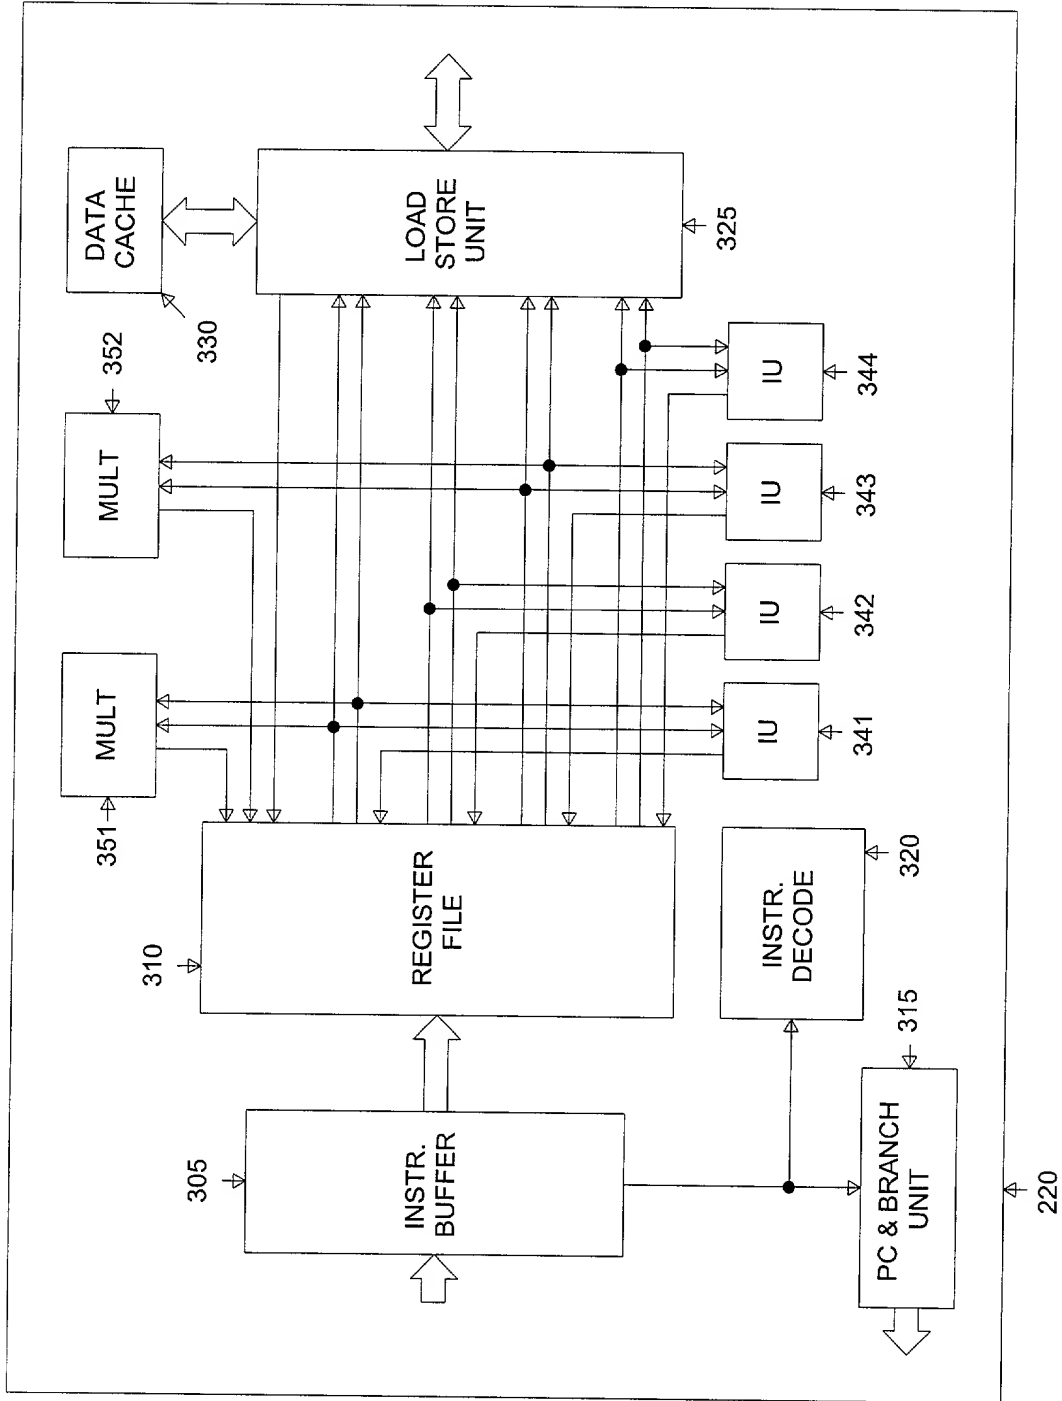 DATA
CACHE
330
352
MULT
351
MULT
LOAD
STORE
UNIT
325
310
REGISTER
FILE
305
INSTR.
BUFFER
IU
344
IU
343
IU
342
IU
341
INSTR.
DECODE
320
PC & BRANCH
UNIT
315
220